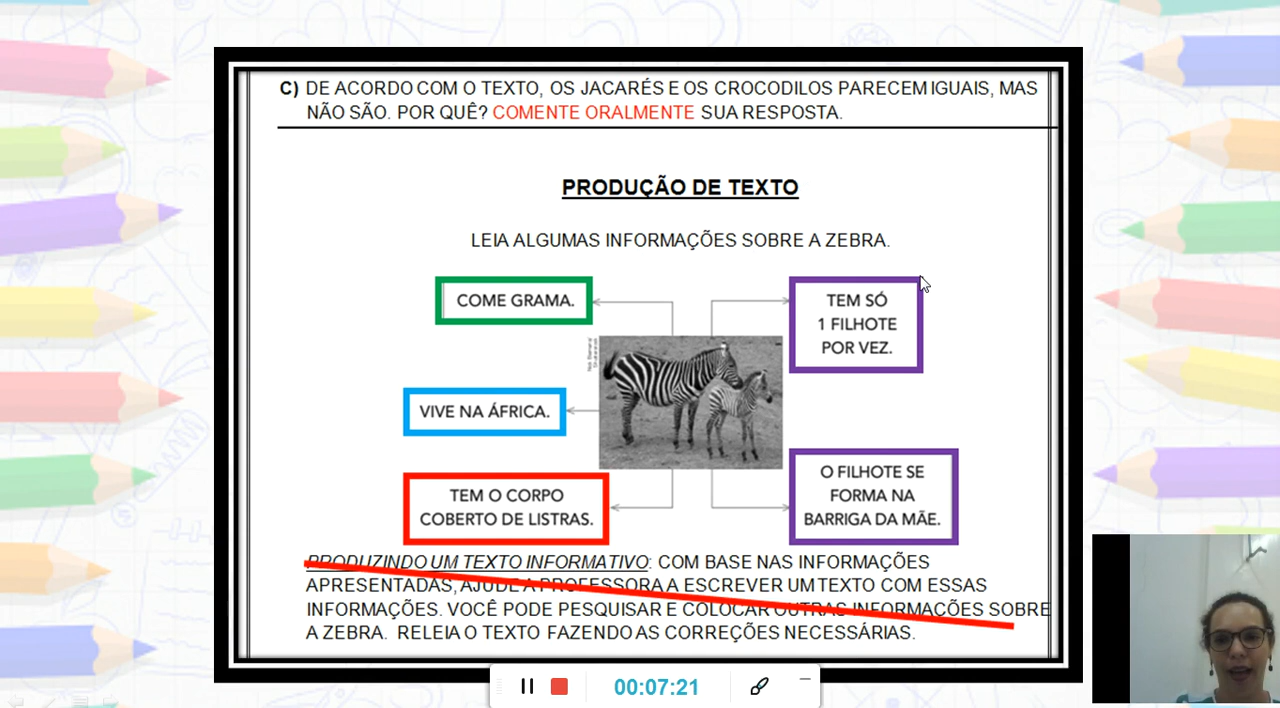 C) DE ACORDO COM O TEXTO, OS JACARÉS E OS CROCODILOS PARECEM IGUAIS, MAS
NÃO SÃO. POR QUÊ? COMENTE ORALMENTE SUA RESPOSTA.
PRODUÇÃO DE TEXTO
LEIA ALGUMAS INFORMAÇÕES SOBRE A ZEBRA.
COME GRAMA.
TEM SÓ
1 FILHOTE
POR VEZ.
VIVE NA ÁFRICA.
TEM O CORPO
COBERTO DE LISTRAS.
O FILHOTE SE
FORMA NA
BARRIGA DA MÃE.
PRODUZINDO UM TEXTO INFORMATIVO: COM BASE NAS INFORMAÇÕES
APRESENTADAS, AJUDE A PROFESSORA A ESCREVER UM TEXTO COM ESSAS
INFORMAÇÕES. VOCÊ PODE PESQUISAR E COLOCAR OUTRAS INFORMAÇÕES SOBRE
A ZEBRA. RELEIA O TEXTO FAZENDO AS CORREÇÕES NECESSÁRIAS.
00:07:21